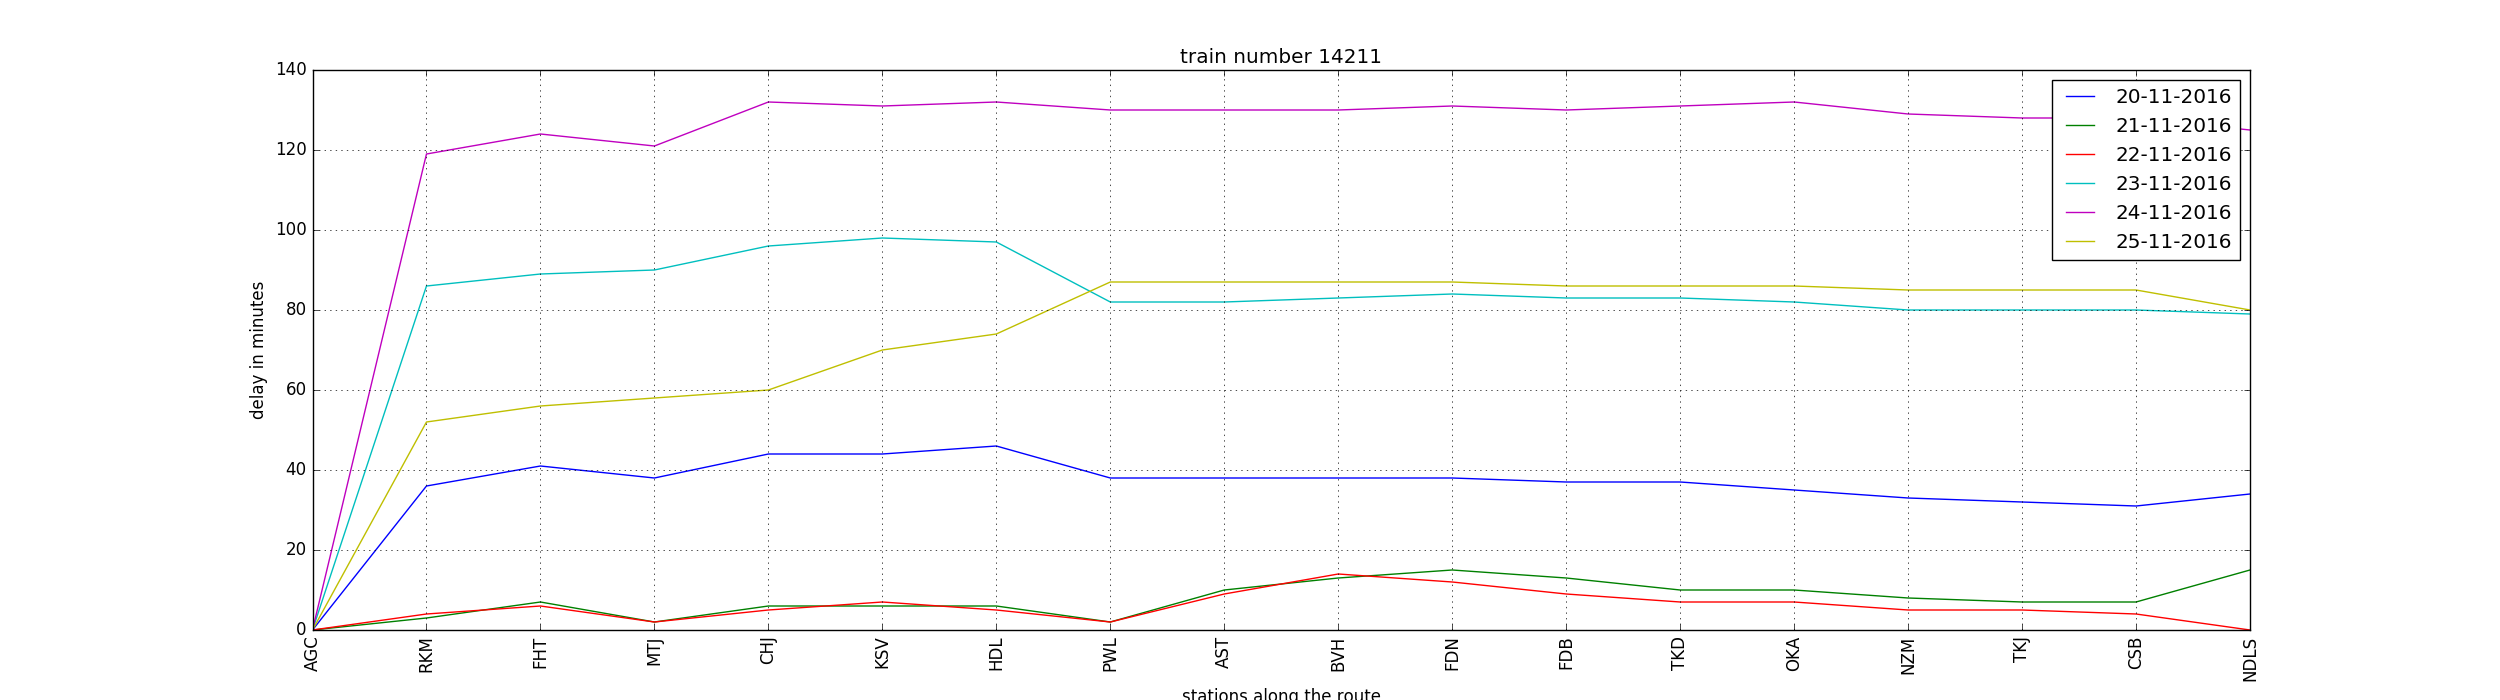 train number 14211
140
120
100
80
60
40
20
0
delay in minutes
20-11-2016
21-11-2016
22-11-2016
23-11-2016
24-11-2016
25-11-2016
AGC
RKM
FHT
MTJ
CHJ
KSV
HDL
PWL
AST
BVH
FDN
FDB
TKD
OKA
NZM
TKJ
CSB
NDLS
stations along the route